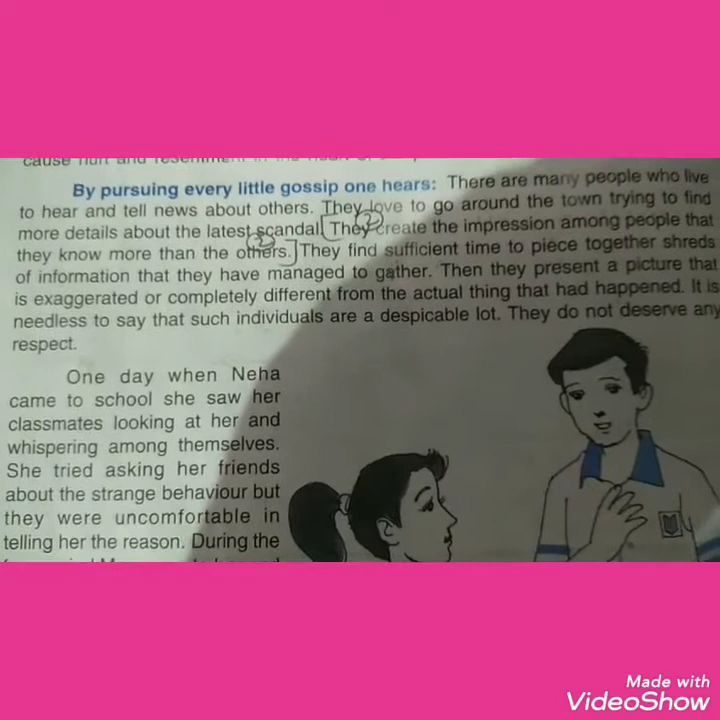 By pursuing every little gossip one hears: There are many people who live
to hear and tell news about others. They love to go around the town trying to find
more details about the latest scandal. They create the impression among people that
they know more than the others. They find sufficient time to piece together shreds
of information that they have managed to gather. Then they present a picture that
is exaggerated or completely different from the actual thing that had happened. It is
needless to say that such individuals are a despicable lot. They do not deserve any
respect.
One day when Neha
came to school she saw her
classmates looking at her and
whispering among themselves.
She tried asking her friends
about the strange behaviour but
they were uncomfortable in
telling her the reason. During the
Made with
VideoShow